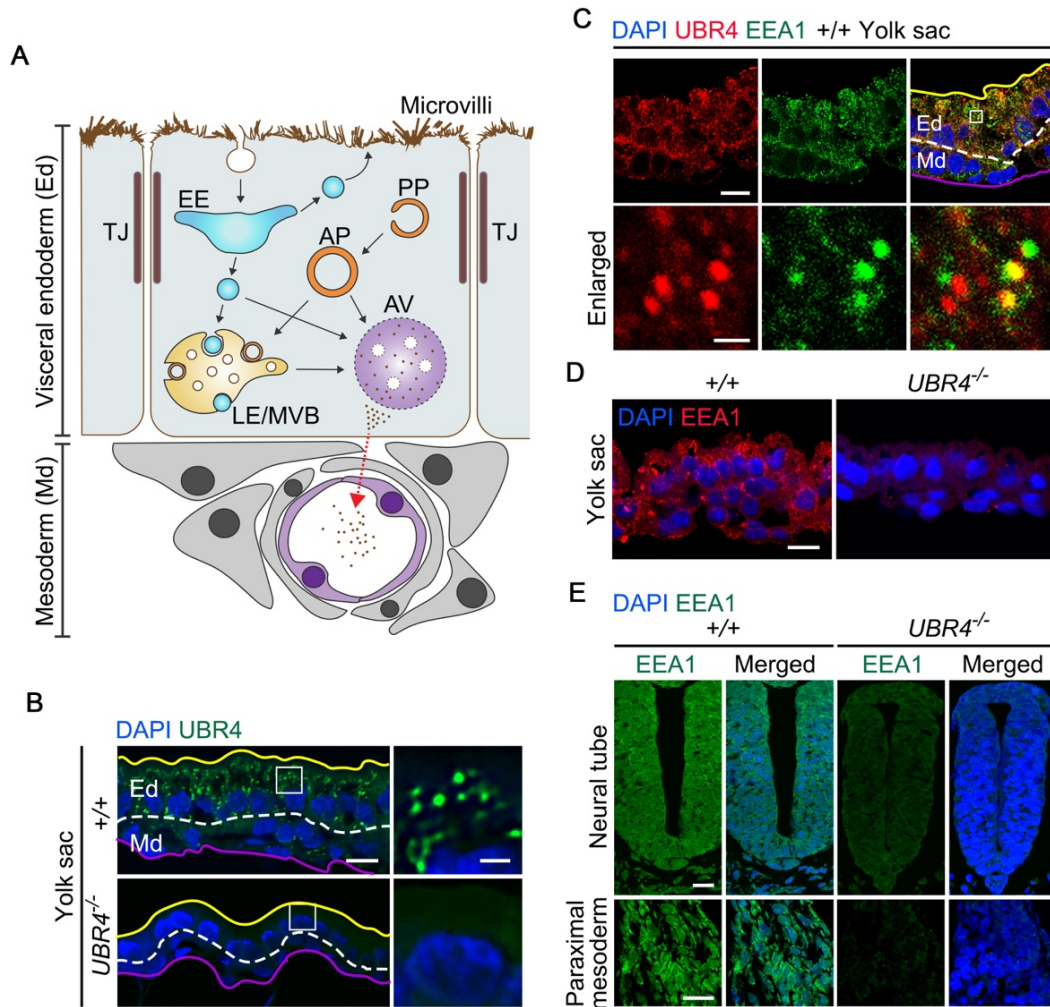 A
Microvilli
EE
PP
TJ
AP
TJ
AV
LE/MVB
Visceral endoderm (Ed)
Mesoderm (Md)
B
DAPI UBR4
Yolk sac
+/+
Ed
Md
UBR4-/-
C
DAPI UBR4 EEA1 +/+ Yolk sac
Ed
Md
Enlarged
D
+/+ UBR4-/-
DAPI EEA1
Yolk sac
E
DAPI EEA1
+/+ UBR4-/-
EEA1 Merged EEA1 Merged
Neural tube
Paraximal
mesoderm